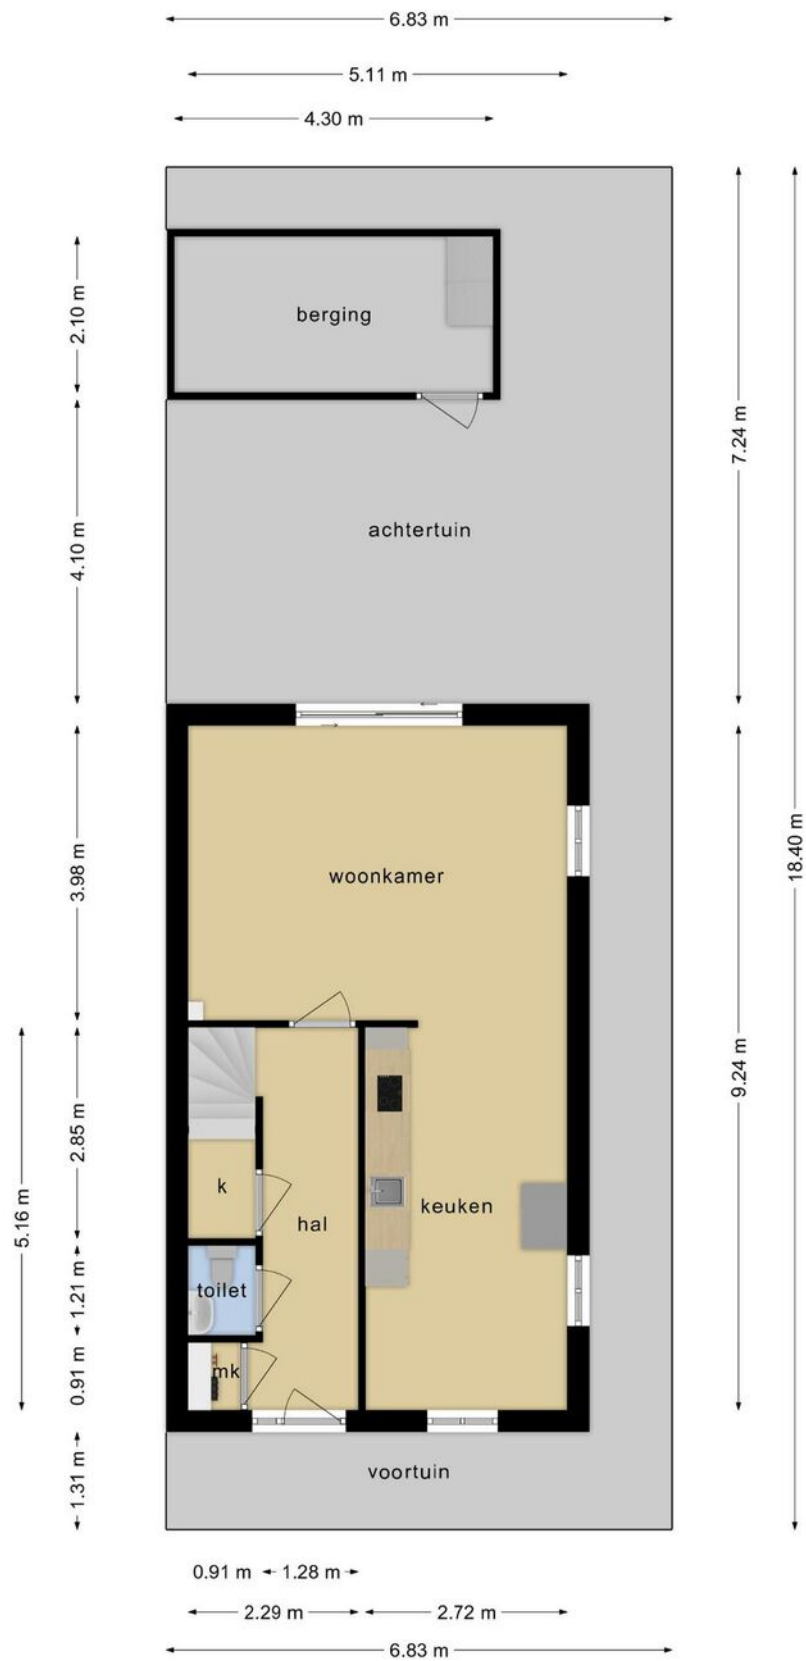 6.83 m
5.11 m
4.30 m
2.10 m
berging
7.24 m
4.10 m
achtertuin
3.98 m
woonkamer
18.40 m
9.24 m
2.85 m
5.16 m
k
hal
keuken
1.21 m
toilet
0.91 m
mk
1.31 m
voortuin
0.91 m
1.28 m
2.29 m
2.72 m
6.83 m